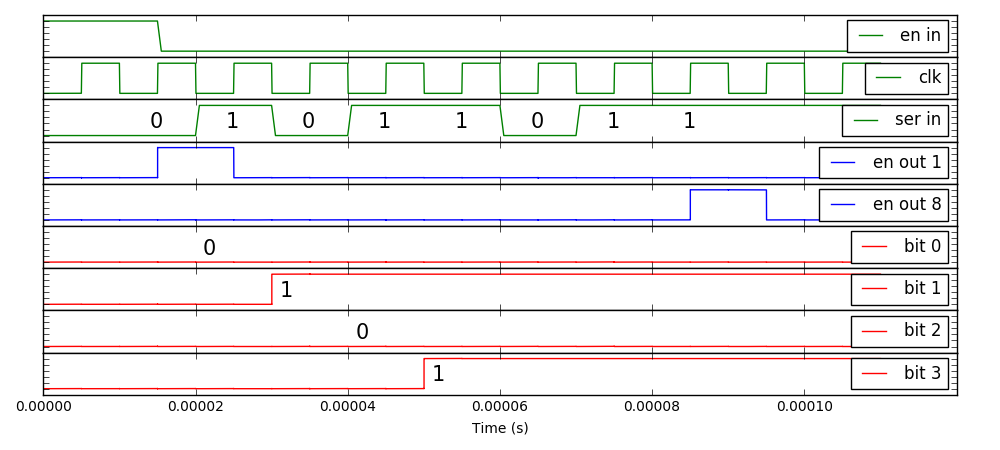 en in
clk
0 1 0 1 1 0 1 1 ser in
en out 1
en out 8
0 bit 0
1 bit 1
0 bit 2
1 bit 3
0.00000 0.00002 0.00004 0.00006 0.00008 0.00010
Time (s)